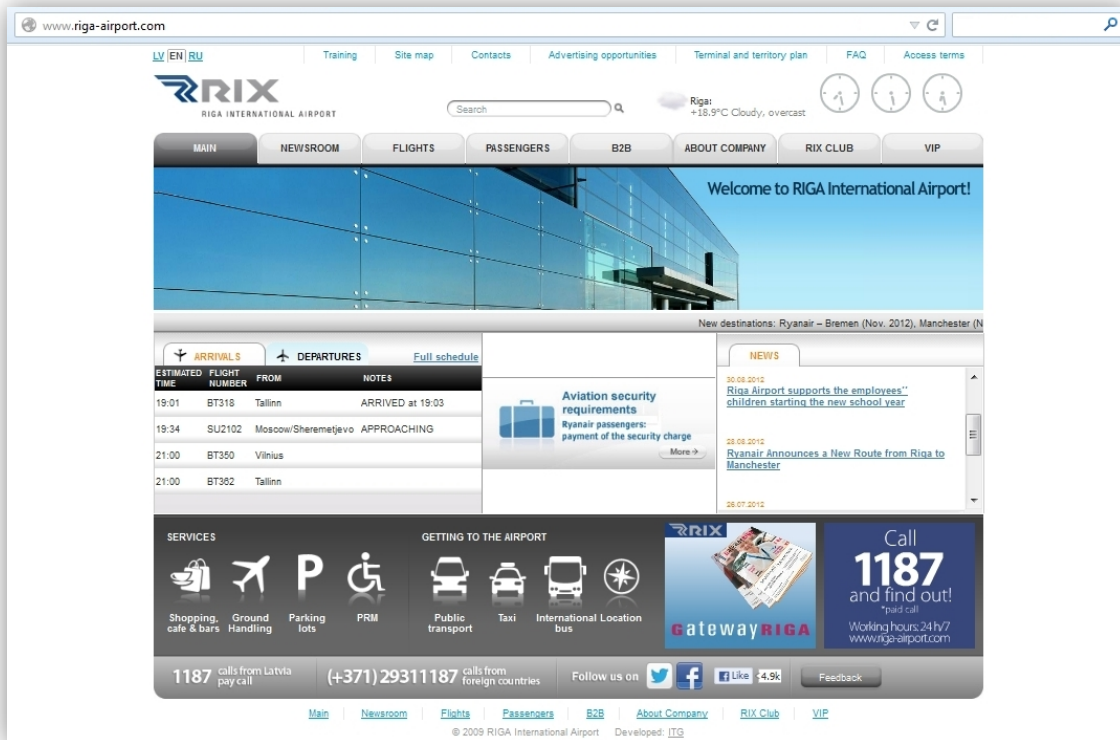 www.riga-airport.com
LV EN RU
Training
Site map
Contacts
Advertising opportunities
Terminal and territory plan
FAQ
Access terms
RIX
RIGA INTERNATIONAL AIRPORT
Search
Riga:
+18.9°C Cloudy, overcast
MAIN
NEWSROOM
FLIGHTS
PASSENGERS
B2B
ABOUT COMPANY
RIX CLUB
VIP
Welcome to RIGA International Airport!
New destinations: Ryanair – Bremen (Nov. 2012), Manchester (N
ARRIVALS
DEPARTURES
Full schedule
ESTIMATED TIME FLIGHT NUMBER FROM NOTES
19:01 BT318 Tallinn ARRIVED at 19:03
19:34 SU2102 Moscow/Sheremetjevo APPROACHING
21:00 BT350 Vilnius
21:00 BT362 Tallinn
Aviation security
requirements
Ryanair passengers:
payment of the security charge
More
NEWS
30.08.2012
Riga Airport supports the employees''
children starting the new school year
28.08.2012
Ryanair Announces a New Route from Riga to
Manchester
26.07.2012
SERVICES
Shopping,
cafe & bars
Ground
Handling
P
Parking
lots
PRM
GETTING TO THE AIRPORT
Public
transport
Taxi
International
bus
Location
RIX
Gateway RIGA
Call
1187
and find out!
*paid call
Working hours: 24 h/7
www.riga-airport.com
1187 calls from Latvia
pay call
(+371) 29311187 calls from
foreign countries
Follow us on
Like
4.9k
Feedback
Main
Newsroom
Flights
Passengers
B2B
About Company
RIX Club
VIP
© 2009 RIGA International Airport Developed: ITG